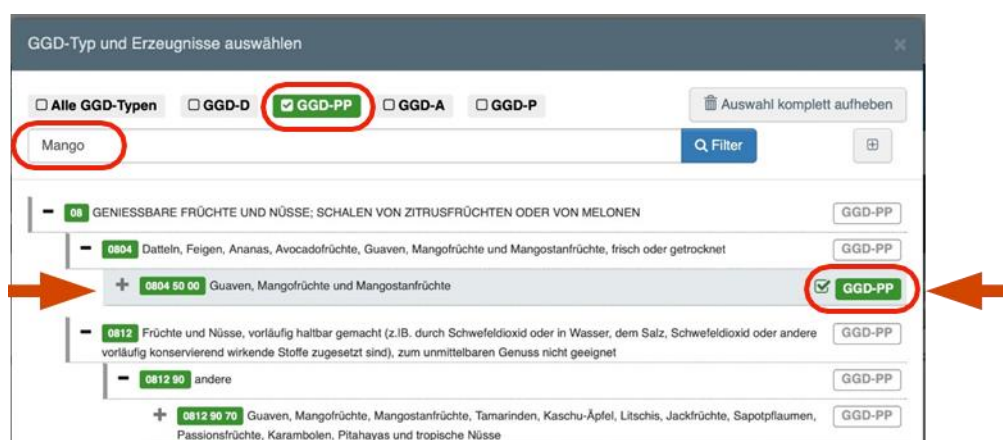 GGD-Typ und Erzeugnisse auswählen
Alle GGD-Typen GGD-D GGD-PP GGD-A GGD-P Auswahl komplett aufheben
Mango Filter
08 GENIESSBARE FRÜCHTE UND NÜSSE; SCHALEN VON ZITRUSFRÜCHTEN ODER VON MELONEN GGD-PP
0804 Datteln, Feigen, Ananas, Avocadofrüchte, Guaven, Mangofrüchte und Mangostanfrüchte, frisch oder getrocknet GGD-PP
0804 50 00 Guaven, Mangofrüchte und Mangostanfrüchte GGD-PP
0812 Früchte und Nüsse, vorläufig haltbar gemacht (z.IB. durch Schwefeldioxid oder in Wasser, dem Salz, Schwefeldioxid oder andere GGD-PP
vorläufig konservierend wirkende Stoffe zugesetzt sind), zum unmittelbaren Genuss nicht geeignet
0812 90 andere GGD-PP
0812 90 70 Guaven, Mangofrüchte, Mangostanfrüchte, Tamarinden, Kaschu-Äpfel, Litschis, Jackfrüchte, Sapotpflaumen, GGD-PP
Passionsfrüchte, Karambolen, Pitahayas und tropische Nüsse